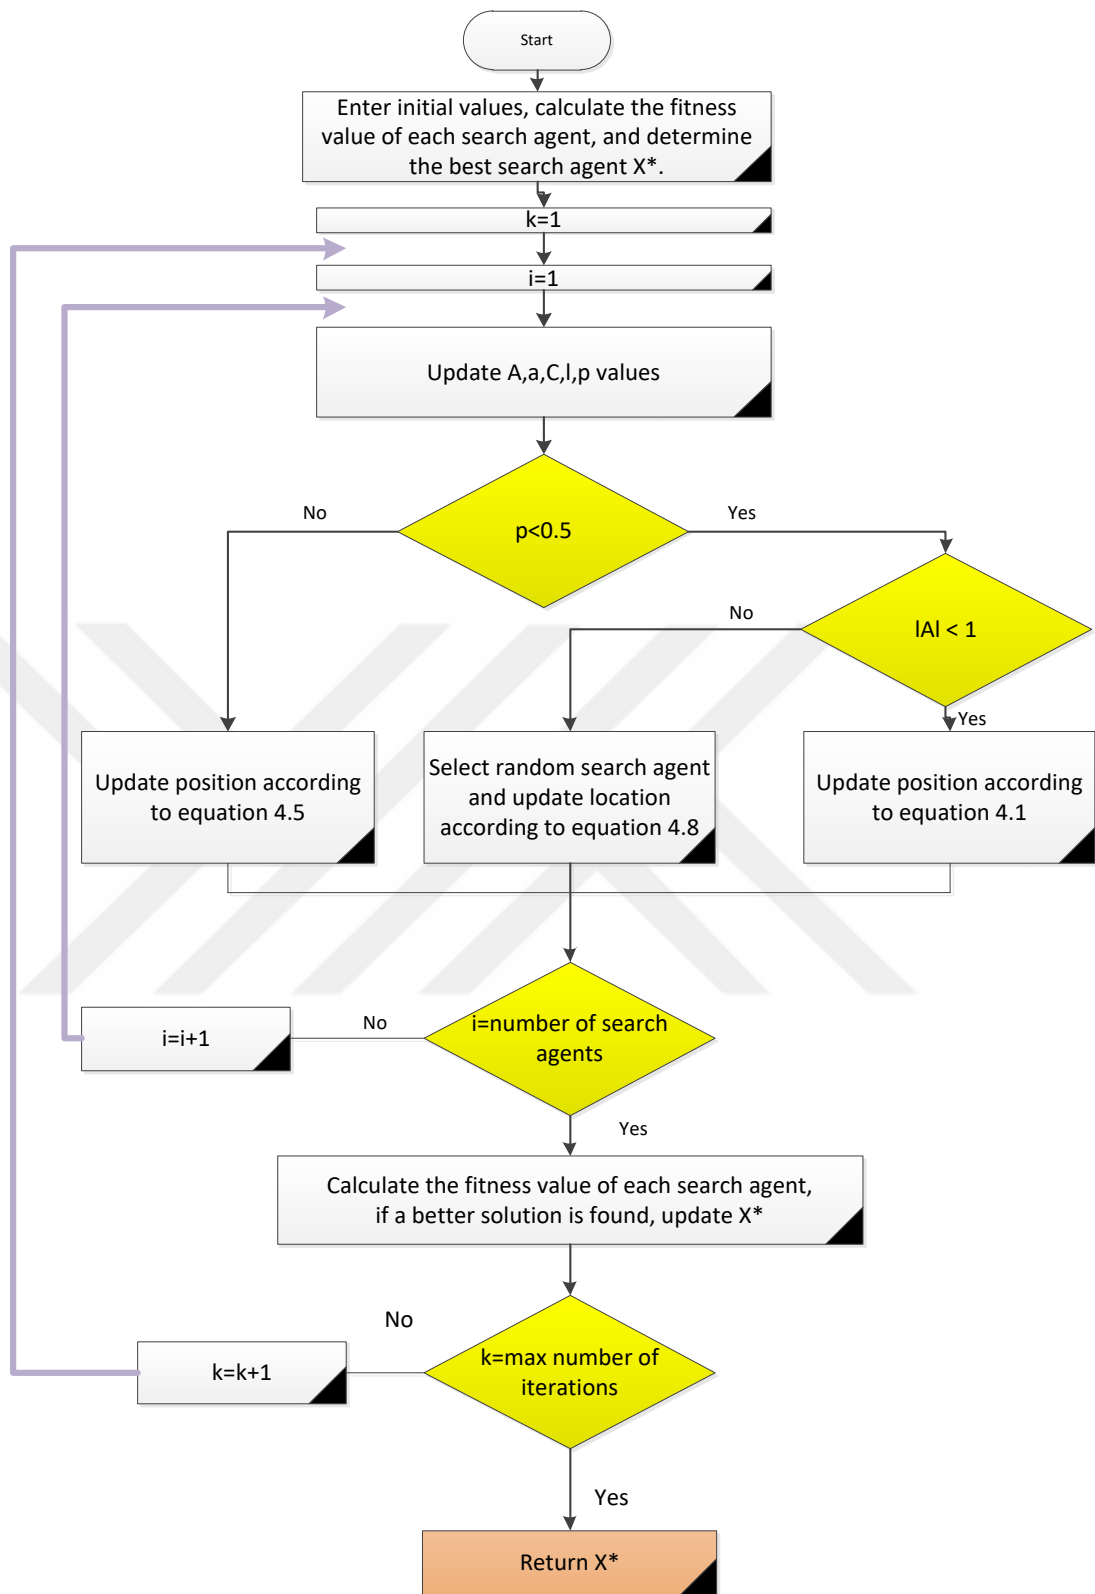 Start
Enter initial values, calculate the fitness
value of each search agent, and determine
the best search agent X*.
k=1
i=1
Update A,a,C,l,p values
No
Yes
p<0.5
No
lAl < 1
Yes
Update position according
to equation 4.5
Select random search agent
and update location
according to equation 4.8
Update position according
to equation 4.1
i=number of search
agents
No
i=i+1
Yes
Calculate the fitness value of each search agent,
if a better solution is found, update X*
No
k=max number of
iterations
k=k+1
Yes
Return X*